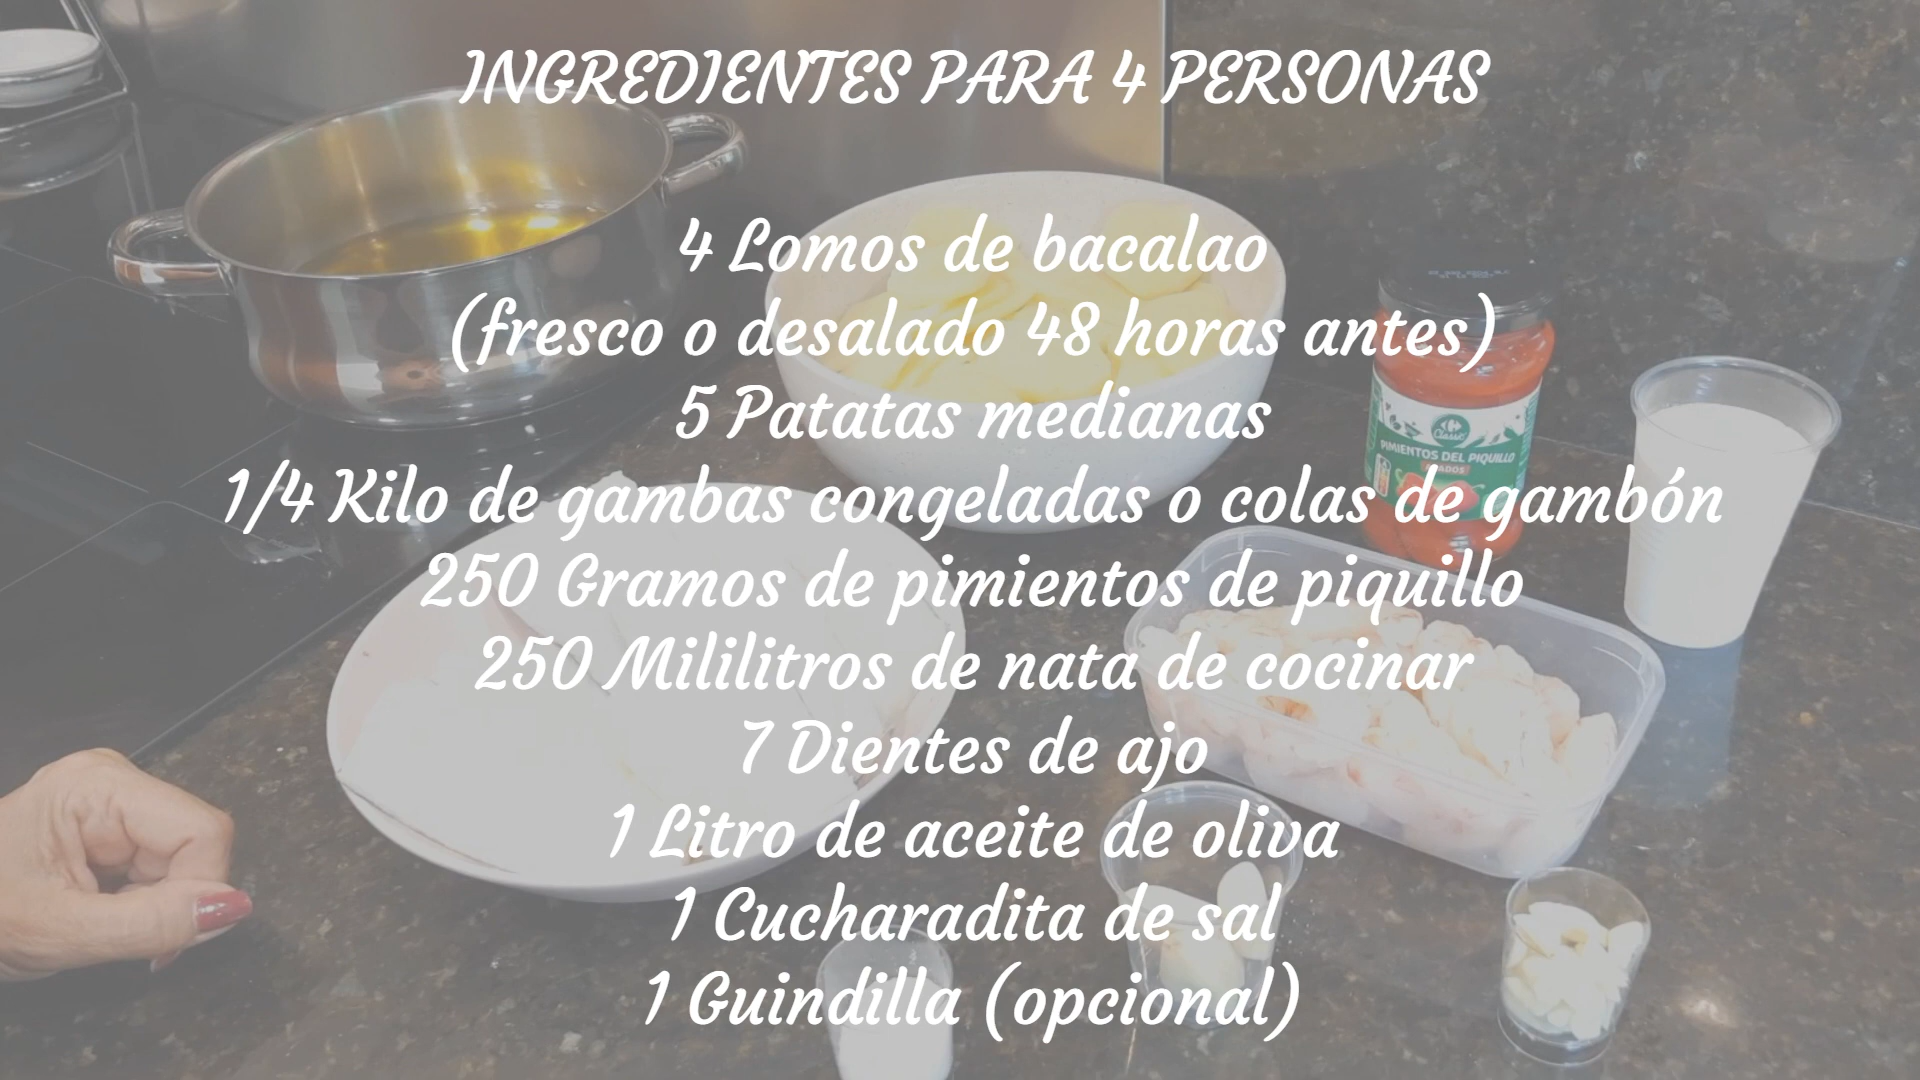 INGREDIENTES PARA 4 PERSONAS
4 Lomos de bacalao
(fresco o desalado 48 horas antes)
5 Patatas medianas
1/4 Kilo de gambas congeladas o colas de gambón
250 Gramos de pimientos de piquillo
250 Mililitros de nata de cocinar
7 Dientes de ajo
1 Litro de aceite de oliva
1 Cucharadita de sal
1 Guindilla (opcional)
Classic
PIMIENTOS DEL PIQUILLO